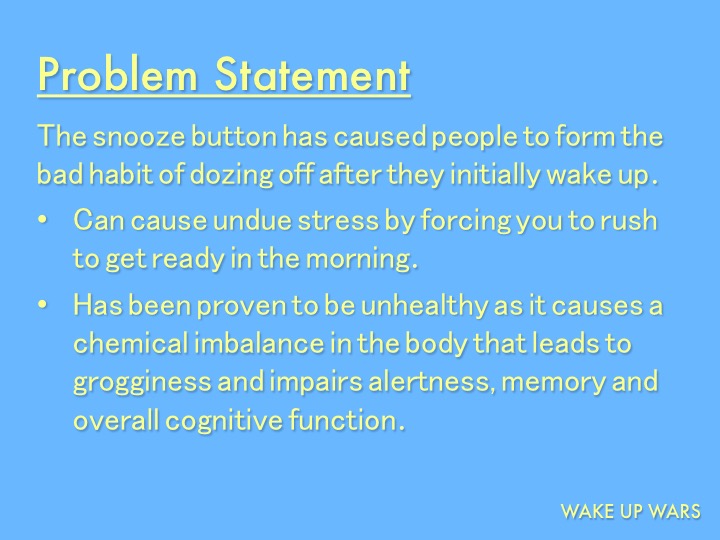 Problem Statement
The snooze button has caused people to form the
bad habit of dozing off after they initially wake up.
• Can cause undue stress by forcing you to rush
to get ready in the morning.
• Has been proven to be unhealthy as it causes a
chemical imbalance in the body that leads to
grogginess and impairs alertness, memory and
overall cognitive function.
WAKE UP WARS